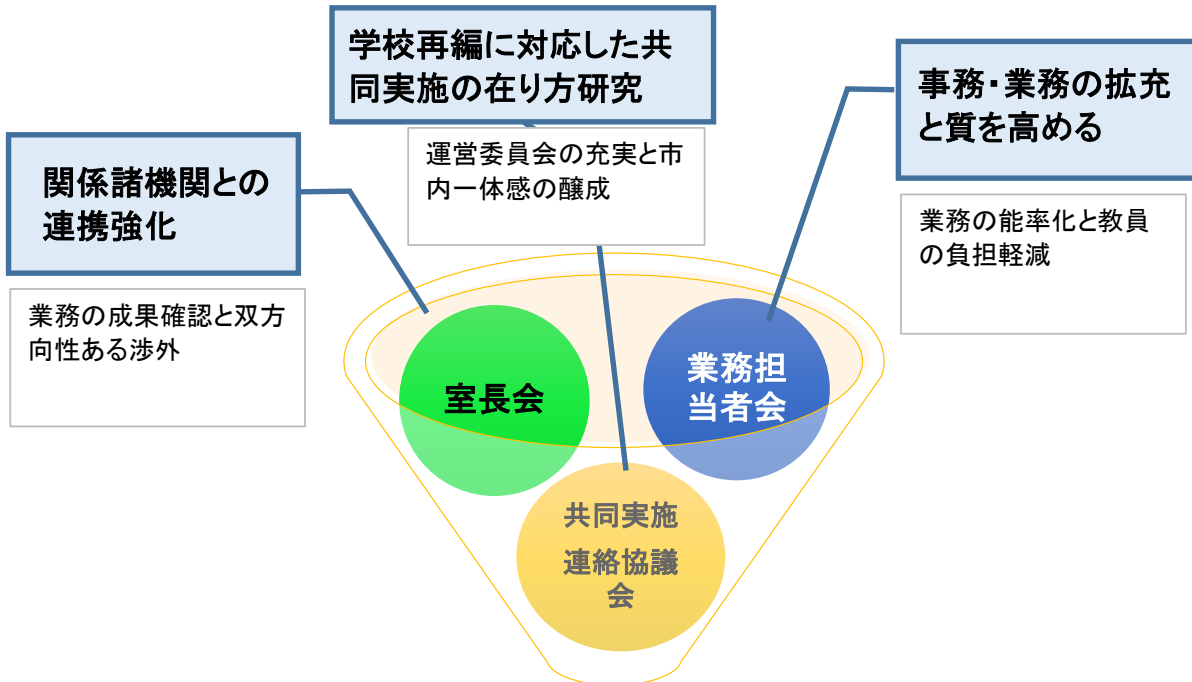 学校再編に対応した共
同実施の在り方研究
運営委員会の充実と市
内一体感の醸成
事務・業務の拡充
と質を高める
業務の能率化と教員
の負担軽減
関係諸機関との
連携強化
業務の成果確認と双方
向性ある渉外
室長会
業務担
当者会
共同実施
連絡協議
会